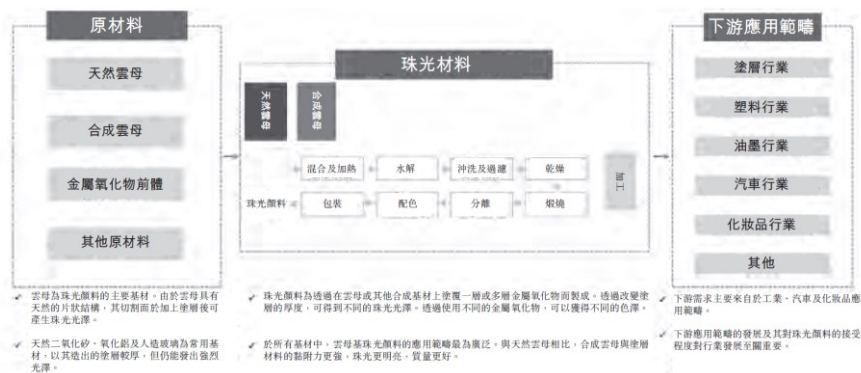 原材料
天然雲母
合成雲母
金屬氧化物前體
其他原材料
珠光材料
天然雲母
合成雲母
混合及加熱
水解
沖洗及過濾
乾燥
加工
珠光顏料
包裝
配色
分離
煅燒
下游應用範疇
塗層行業
塑料行業
油墨行業
汽車行業
化妝品行業
其他
✓ 雲母為珠光顏料的主要基材。由於雲母具有
天然的片狀結構，其切割面於加上塗層後可
產生珠光光澤。
✓ 天然二氧化矽、氧化鋁及人造玻璃為常用基
材，以其造出的塗層較厚，但仍能發出強烈
光澤。
✓ 珠光顏料為透過在雲母或其他合成基材上塗覆一層或多層金屬氧化物而製成。透過改變塗
層的厚度，可得到不同的珠光光澤。透過使用不同的金屬氧化物，可以獲得不同的色澤。
✓ 於所有基材中，雲母基珠光顏料的應用範疇最為廣泛。與天然雲母相比，合成雲母與塗層
材料的黏附力更強，珠光更明亮、質量更好。
✓ 下游需求主要來自於工業、汽車及化妝品應
用範疇。
✓ 下游應用範疇的發展及其對珠光顏料的接受
程度對行業發展至關重要。